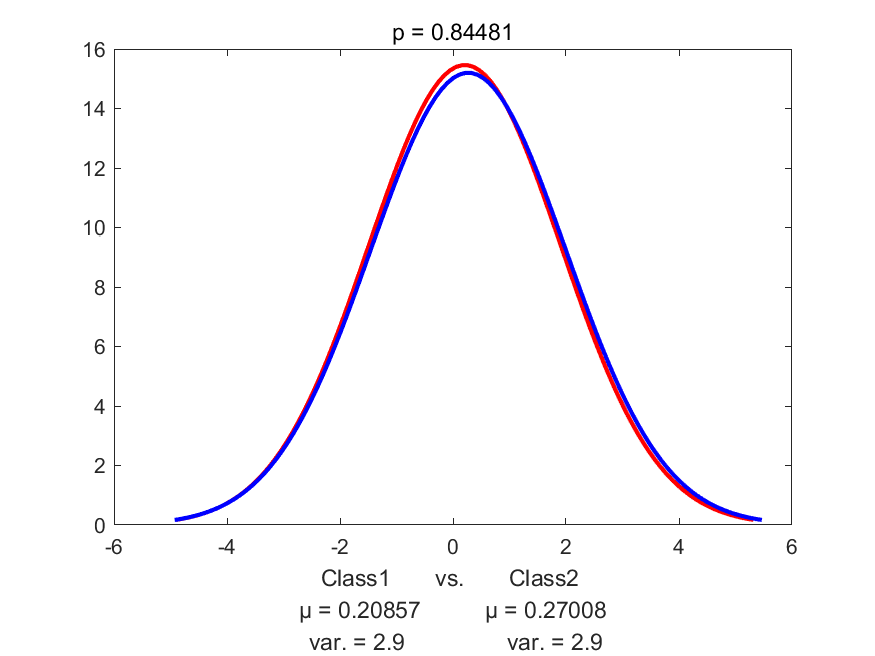 p = 0.84481
16
14
12
10
8
6
4
2
0
-6 -4 -2 0 2 4 6
Class1 vs. Class2
μ = 0.20857 μ = 0.27008
var. = 2.9 var. = 2.9